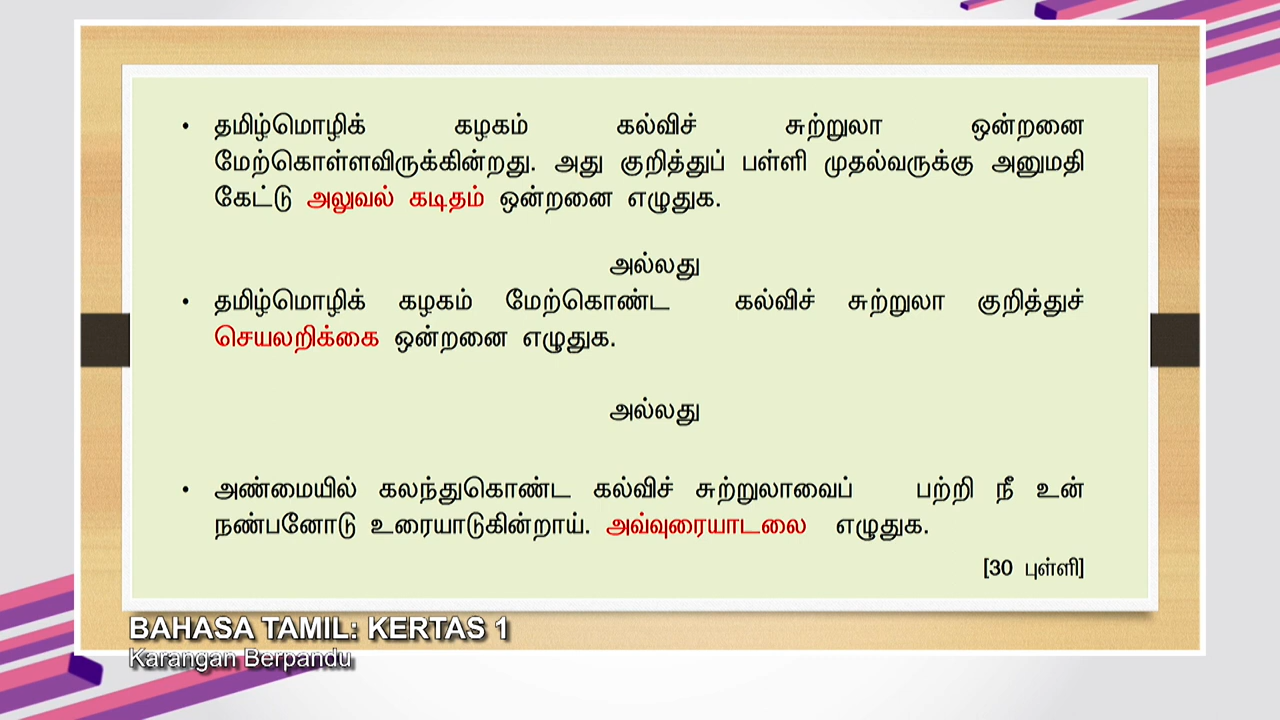 • தமிழ்மொழிக் கழகம் கல்விச் சுற்றுலா ஒன்றனை
மேற்கொள்ளவிருக்கின்றது. அது குறித்துப் பள்ளி முதல்வருக்கு அனுமதி
கேட்டு அலுவல் கடிதம் ஒன்றனை எழுதுக.
அல்லது
• தமிழ்மொழிக் கழகம் மேற்கொண்ட கல்விச் சுற்றுலா குறித்துச்
செயலறிக்கை ஒன்றனை எழுதுக.
அல்லது
• அண்மையில் கலந்துகொண்ட கல்விச் சுற்றுலாவைப் பற்றி நீ உன்
நண்பனோடு உரையாடுகின்றாய். அவ்வுரையாடலை எழுதுக.
[30 புள்ளி]
BAHASA TAMIL: KERTAS 1
Karangan Berpandu